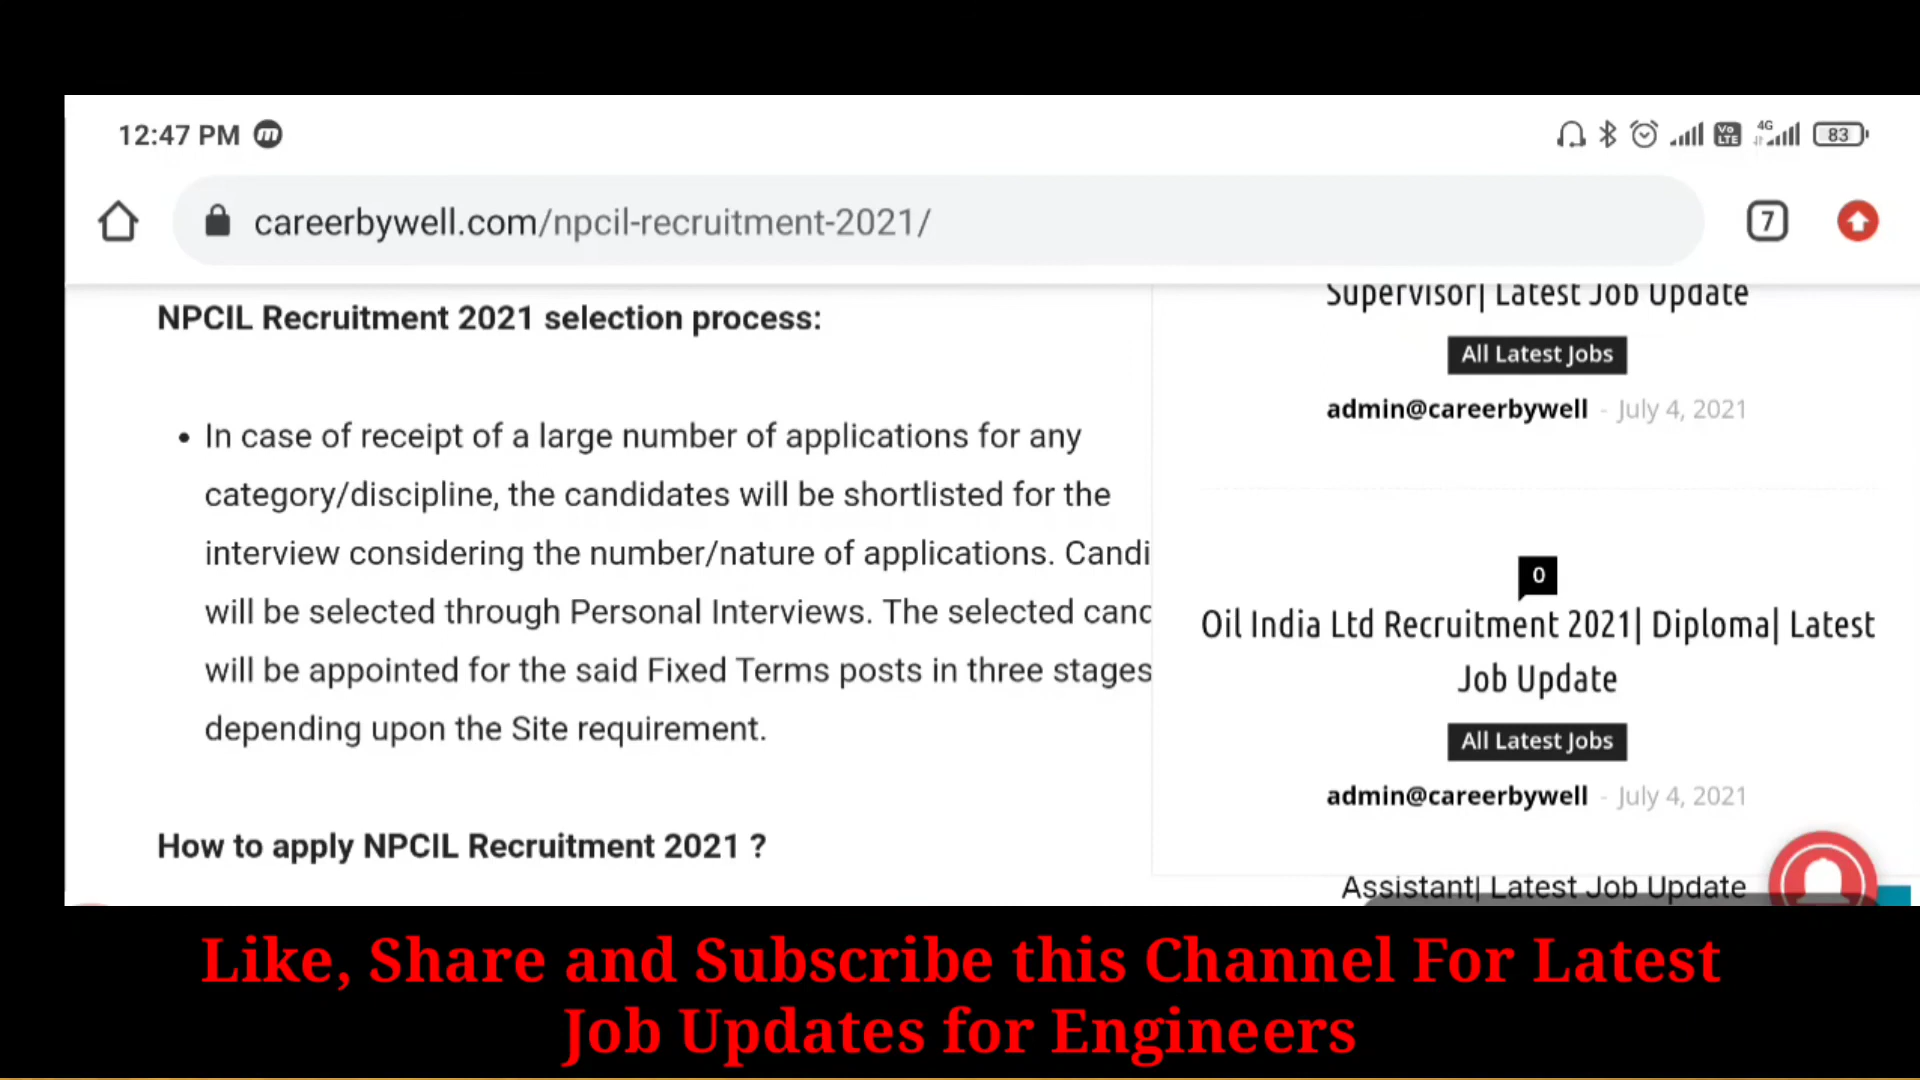 12:47 PM
4G
Vo
LTE
83
careerbywell.com/npcil-recruitment-2021/
7
NPCIL Recruitment 2021 selection process:
• In case of receipt of a large number of applications for any
category/discipline, the candidates will be shortlisted for the
interview considering the number/nature of applications. Candi
will be selected through Personal Interviews. The selected canc
will be appointed for the said Fixed Terms posts in three stages
depending upon the Site requirement.
How to apply NPCIL Recruitment 2021 ?
Supervisor| Latest Job Update
All Latest Jobs
admin@careerbywell - July 4, 2021
0
Oil India Ltd Recruitment 2021| Diploma| Latest
Job Update
All Latest Jobs
admin@careerbywell - July 4, 2021
Assistant| Latest Job Update
Like, Share and Subscribe this Channel For Latest
Job Updates for Engineers